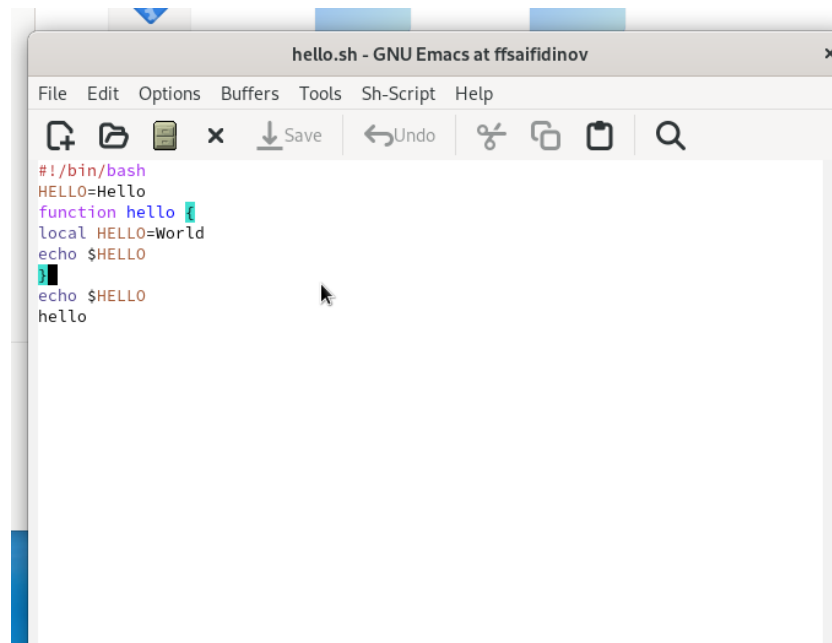 hello.sh - GNU Emacs at ffsaifidinov
File Edit Options Buffers Tools Sh-Script Help
Save Undo
#!/bin/bash
HELLO=Hello
function hello {
local HELLO=World
echo $HELLO
}
echo $HELLO
hello